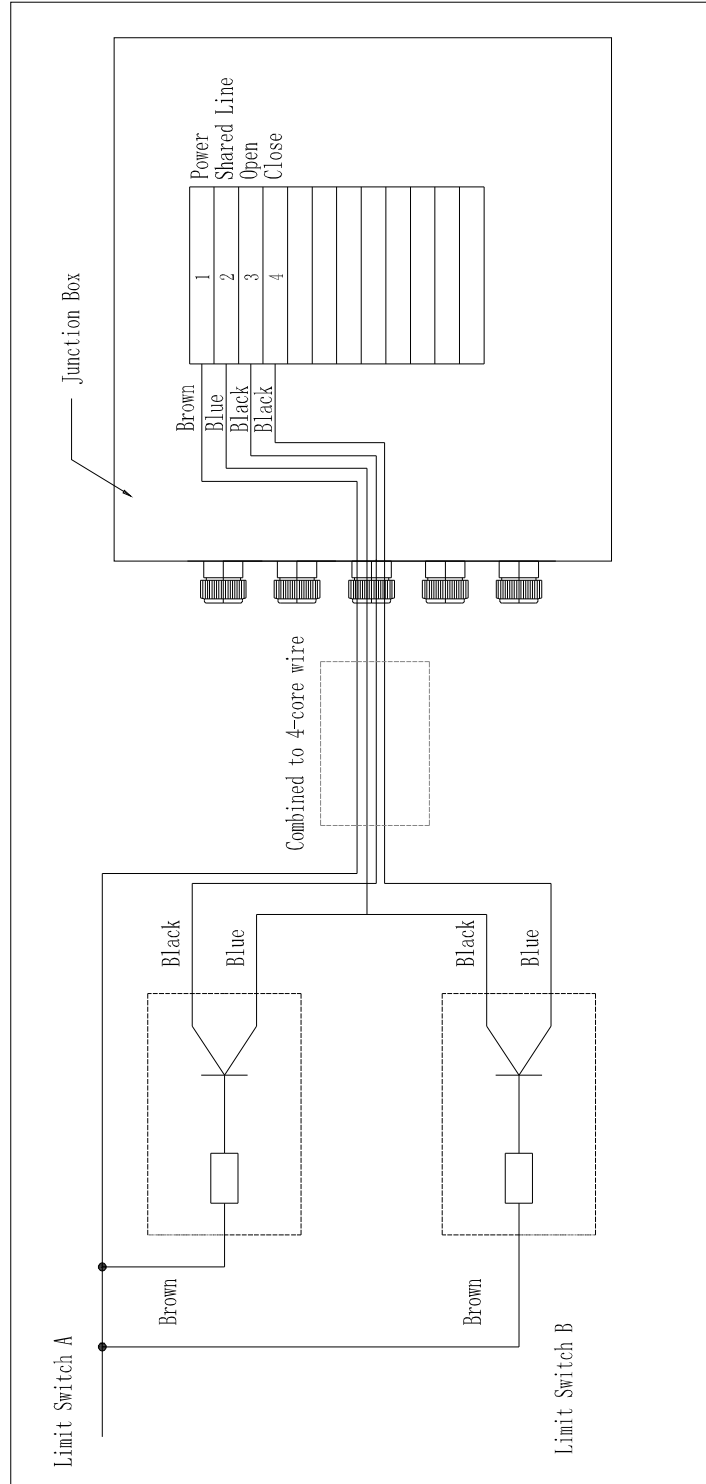 Junction Box
Power
Shared Line
Open
Close
1
2
3
4
Brown
Blue
Black
Black
Combined to 4-core wire
Black
Blue
Black
Blue
Brown
Brown
Limit Switch A
Limit Switch B